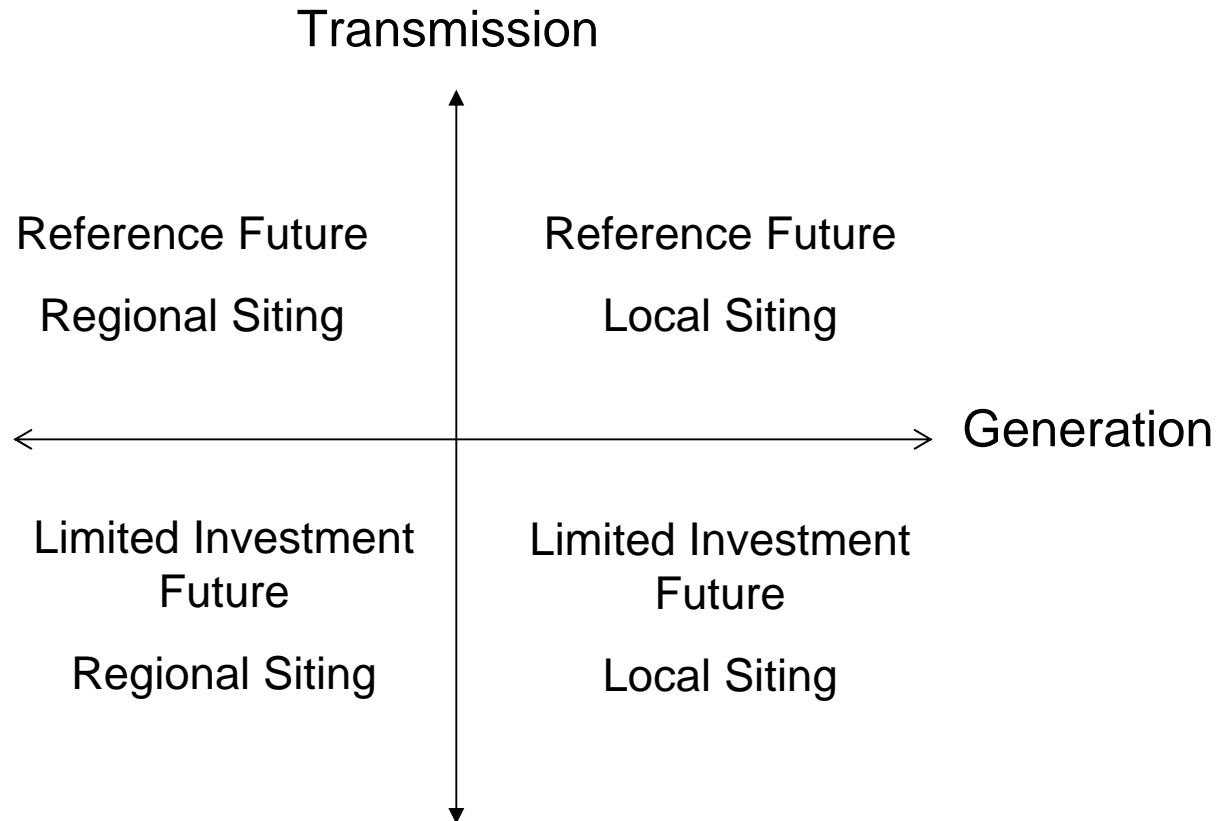 Transmission
Reference Future
Regional Siting
Reference Future
Local Siting
Generation
Limited Investment
Future
Regional Siting
Limited Investment
Future
Local Siting